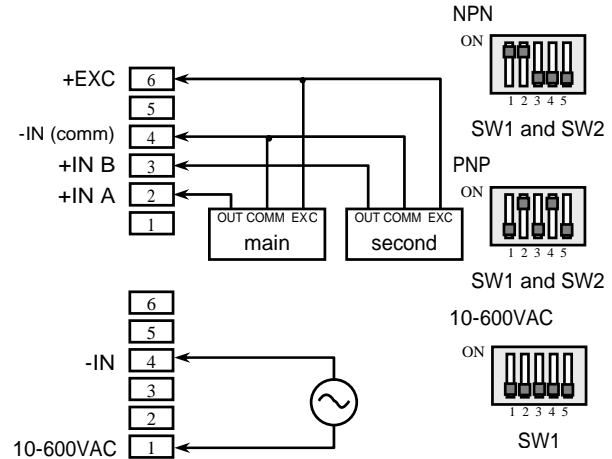 NPN
ON
1 2 3 4 5
SW1 and SW2
+EXC 6
5
-IN (comm) 4
+IN B 3
+IN A 2
1
OUT COMM EXC
main
OUT COMM EXC
second
PNP
ON
1 2 3 4 5
SW1 and SW2
6
5
-IN 4
3
2
10-600VAC 1
10-600VAC
ON
1 2 3 4 5
SW1